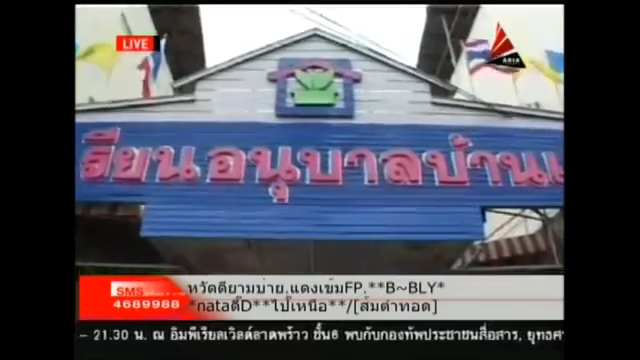 LIVE
ASIA
เรียนอนุบาลบ้านแ
หวัดดียามบ่าย.แดงเข้มFP.**B~BLY*
SMS
4689988
*nataดี๊D**ไปไ๊เหนือ**/[ส้มตำทอด]
- 21.30 น. ณ อิมพีเรียลเวิลด์ลาดพร้าว ชั้น6 พบกับกองทัพประชาชนสื่อสาร, ยุทธศา